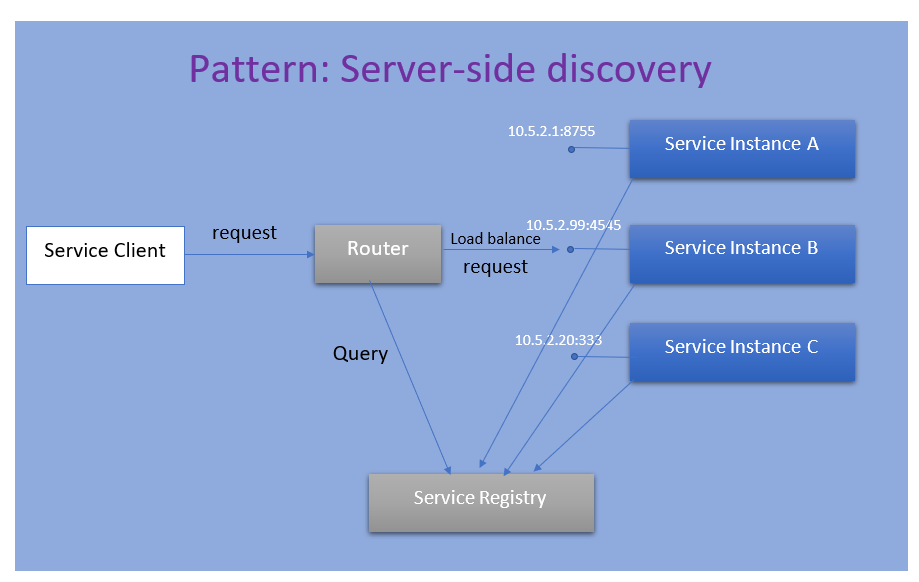 Pattern: Server-side discovery
10.5.2.1:8755
Service Instance A
Service Client
request
Router
Load balance
request
10.5.2.99:4545
Service Instance B
10.5.2.20:333
Service Instance C
Query
Service Registry